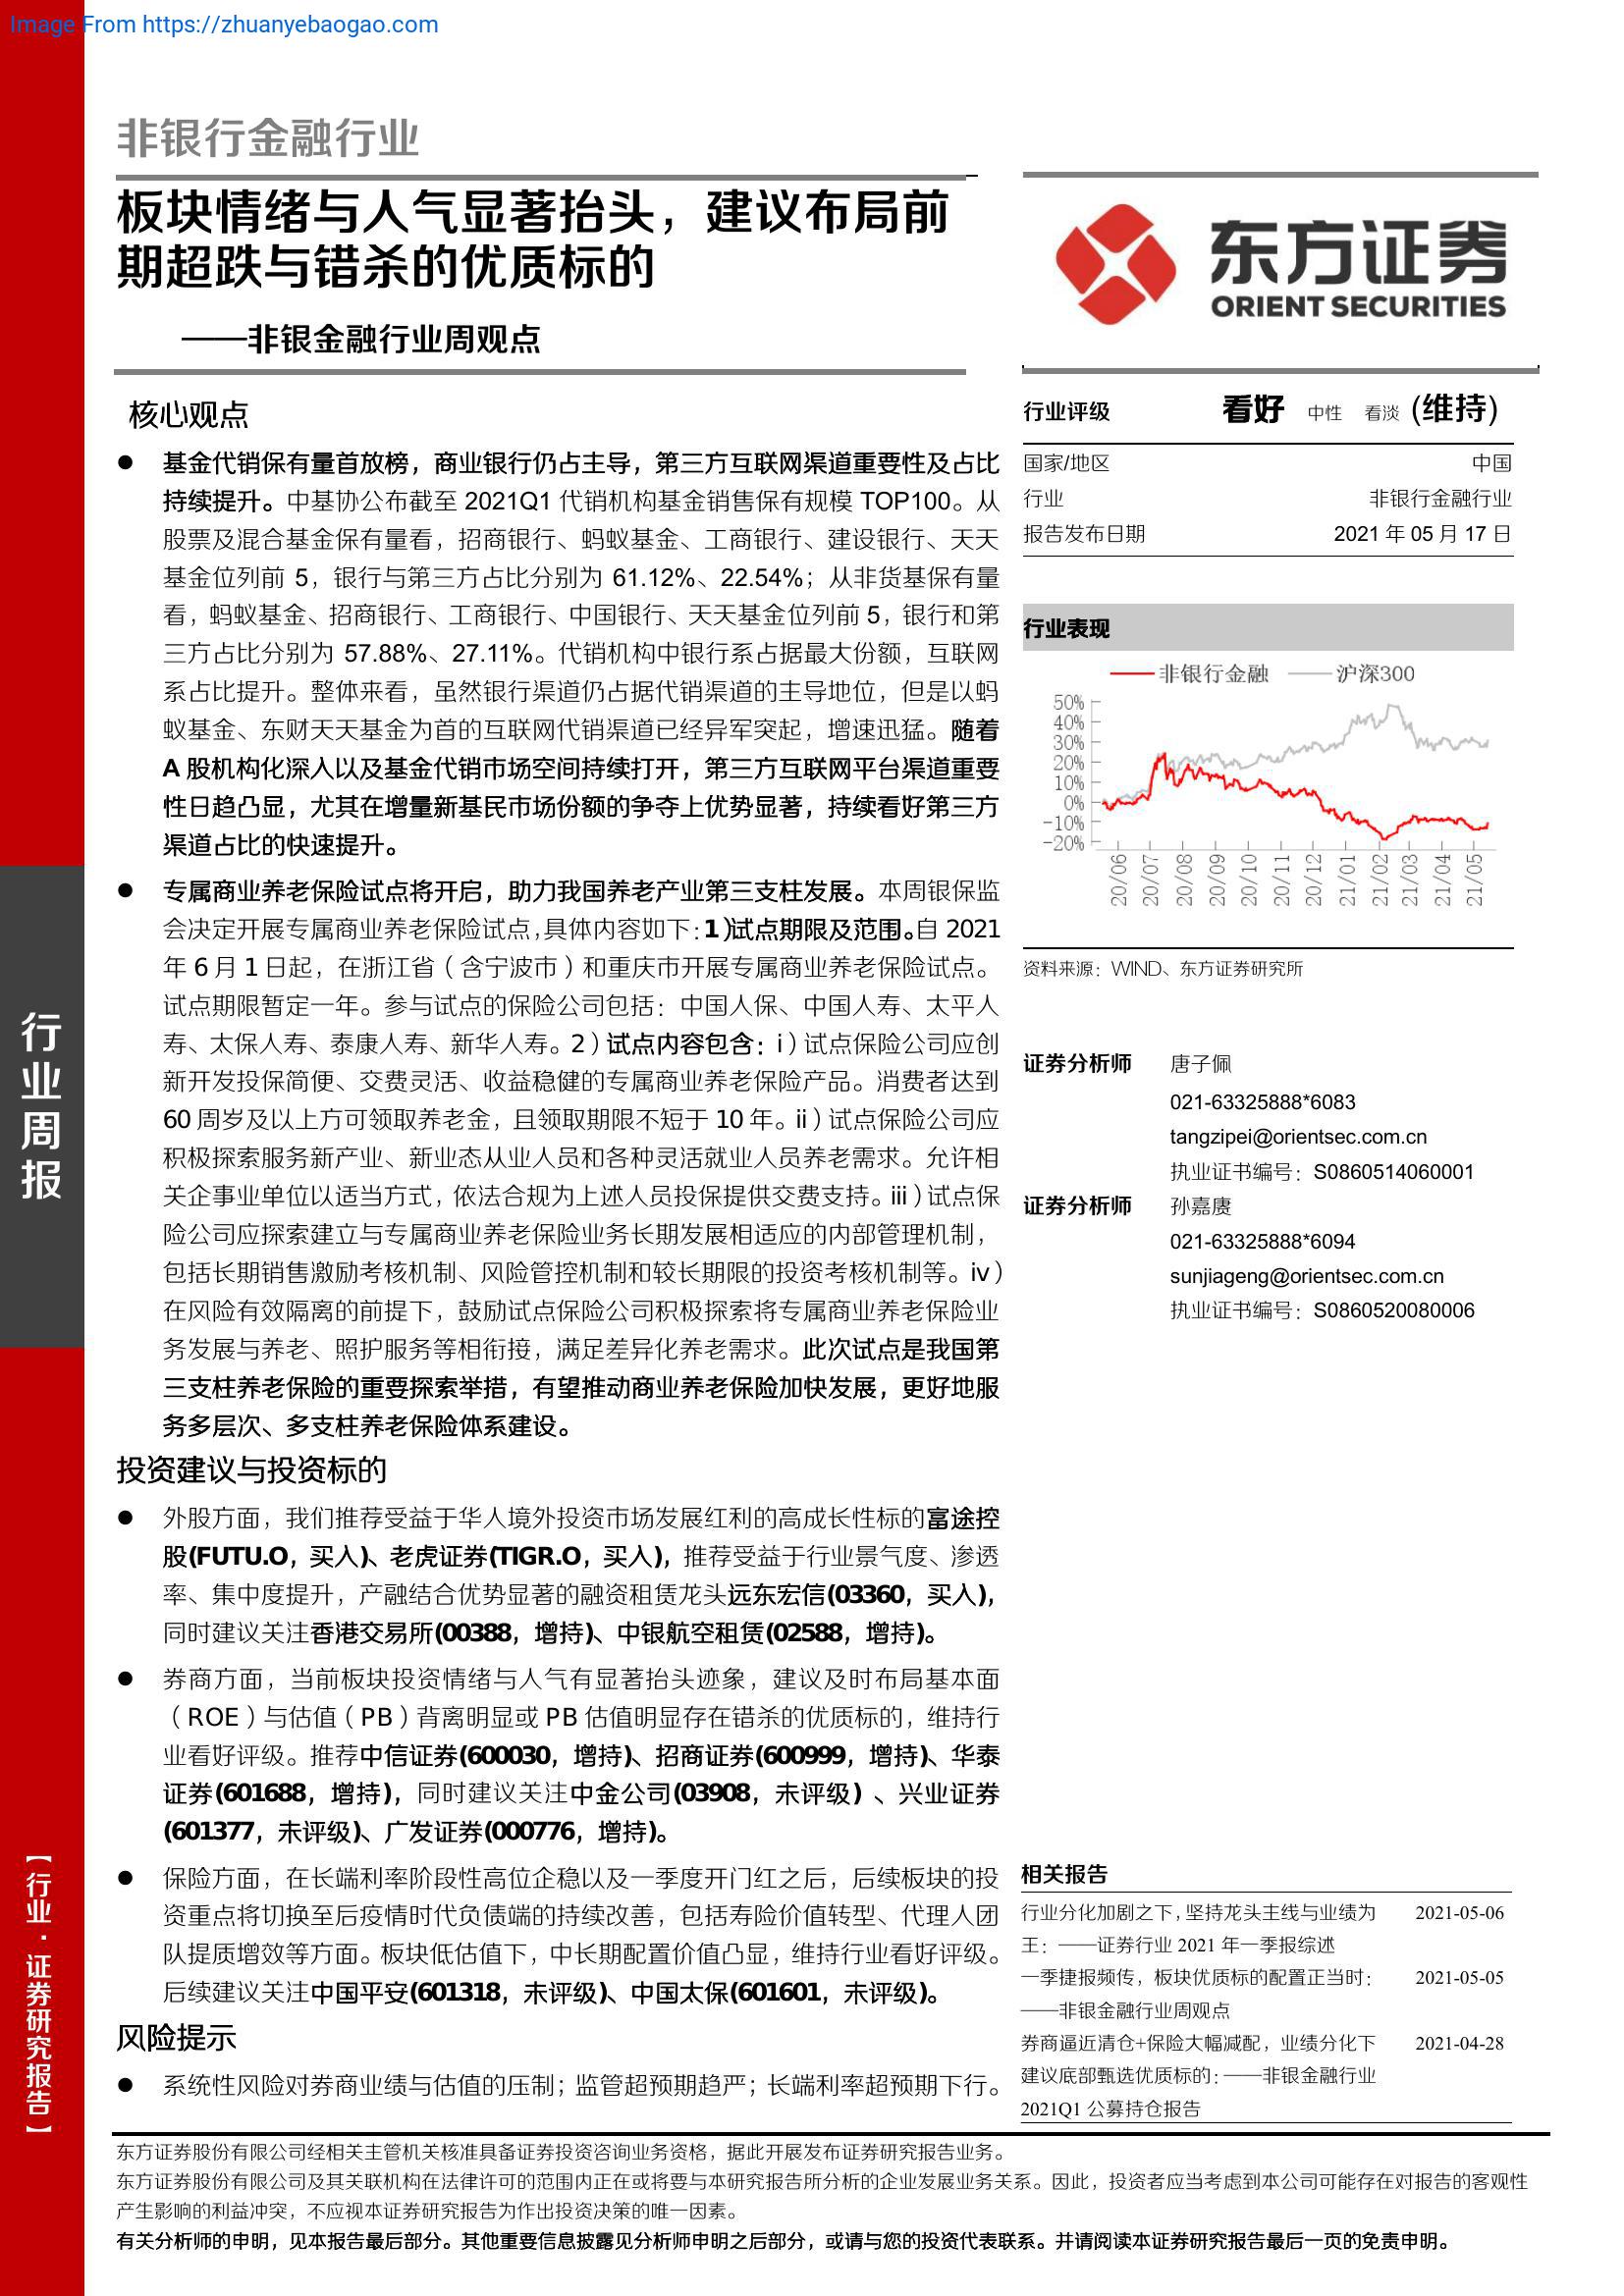 Image From https://zhuanyebaogao.com
非银行金融行业
板块情绪与人气显著抬头，建议布局前
期超跌与错杀的优质标的
——非银金融行业周观点
核心观点
● 基金代销保有量首放榜，商业银行仍占主导，第三方互联网渠道重要性及占比
持续提升。中基协公布截至 2021Q1 代销机构基金销售保有规模 TOP100。从
股票及混合基金保有量看，招商银行、蚂蚁基金、工商银行、建设银行、天天
基金位列前 5，银行与第三方占比分别为 61.12%、22.54%；从非货基保有量
看，蚂蚁基金、招商银行、工商银行、中国银行、天天基金位列前 5，银行和第
三方占比分别为 57.88%、27.11%。代销机构中银行系占据最大份额，互联网
系占比提升。整体来看，虽然银行渠道仍占据代销渠道的主导地位，但是以蚂
蚁基金、东财天天基金为首的互联网代销渠道已经异军突起，增速迅猛。随着
A 股机构化深入以及基金代销市场空间持续打开，第三方互联网平台渠道重要
性日趋凸显，尤其在增量新基民市场份额的争夺上优势显著，持续看好第三方
渠道占比的快速提升。
● 专属商业养老保险试点将开启，助力我国养老产业第三支柱发展。本周银保监
会决定开展专属商业养老保险试点,具体内容如下:1)试点期限及范围。自 2021
年 6 月 1 日起，在浙江省（含宁波市）和重庆市开展专属商业养老保险试点。
试点期限暂定一年。参与试点的保险公司包括：中国人保、中国人寿、太平人
寿、太保人寿、泰康人寿、新华人寿。2）试点内容包含：i）试点保险公司应创
新开发投保简便、交费灵活、收益稳健的专属商业养老保险产品。消费者达到
60 周岁及以上方可领取养老金，且领取期限不短于 10 年。ii）试点保险公司应
积极探索服务新产业、新业态从业人员和各种灵活就业人员养老需求。允许相
关企事业单位以适当方式，依法合规为上述人员投保提供交费支持。iii）试点保
险公司应探索建立与专属商业养老保险业务长期发展相适应的内部管理机制，
包括长期销售激励考核机制、风险管控机制和较长期限的投资考核机制等。iv）
在风险有效隔离的前提下，鼓励试点保险公司积极探索将专属商业养老保险业
务发展与养老、照护服务等相衔接，满足差异化养老需求。此次试点是我国第
三支柱养老保险的重要探索举措，有望推动商业养老保险加快发展，更好地服
务多层次、多支柱养老保险体系建设。
投资建议与投资标的
● 外股方面，我们推荐受益于华人境外投资市场发展红利的高成长性标的富途控
股(FUTU.O，买入)、老虎证券(TIGR.O，买入)，推荐受益于行业景气度、渗透
率、集中度提升，产融结合优势显著的融资租赁龙头远东宏信(03360，买入)，
同时建议关注香港交易所(00388，增持)、中银航空租赁(02588，增持)。
● 券商方面，当前板块投资情绪与人气有显著抬头迹象，建议及时布局基本面
（ROE）与估值（PB）背离明显或 PB 估值明显存在错杀的优质标的，维持行
业看好评级。推荐中信证券(600030，增持)、招商证券(600999，增持)、华泰
证券(601688，增持)，同时建议关注中金公司(03908，未评级) 、兴业证券
(601377，未评级)、广发证券(000776，增持)。
● 保险方面，在长端利率阶段性高位企稳以及一季度开门红之后，后续板块的投
资重点将切换至后疫情时代负债端的持续改善，包括寿险价值转型、代理人团
队提质增效等方面。板块低估值下，中长期配置价值凸显，维持行业看好评级。
后续建议关注中国平安(601318，未评级)、中国太保(601601，未评级)。
风险提示
● 系统性风险对券商业绩与估值的压制；监管超预期趋严；长端利率超预期下行。
东方证券
ORIENT SECURITIES
行业评级 看好 中性 看淡 (维持)
国家/地区 中国
行业 非银行金融行业
报告发布日期 2021 年 05 月 17 日
行业表现
非银行金融 沪深300
50%
40%
30%
20%
10%
0%
-10%
-20%
20/06 20/07 20/08 20/09 20/10 20/11 20/12 21/01 21/02 21/03 21/04 21/05
资料来源：WIND、东方证券研究所
证券分析师 唐子佩
021-63325888*6083
tangzipei@orientsec.com.cn
执业证书编号：S0860514060001
证券分析师 孙嘉赓
021-63325888*6094
sunjiageng@orientsec.com.cn
执业证书编号：S0860520080006
相关报告
行业分化加剧之下，坚持龙头主线与业绩为 2021-05-06
王：——证券行业 2021 年一季报综述
一季捷报频传，板块优质标的配置正当时： 2021-05-05
——非银金融行业周观点
券商逼近清仓+保险大幅减配，业绩分化下 2021-04-28
建议底部甄选优质标的：——非银金融行业
2021Q1 公募持仓报告
行业周报
【行业·证券研究报告】
东方证券股份有限公司经相关主管机关核准具备证券投资咨询业务资格，据此开展发布证券研究报告业务。
东方证券股份有限公司及其关联机构在法律许可的范围内正在或将要与本研究报告所分析的企业发展业务关系。因此，投资者应当考虑到本公司可能存在对报告的客观性
产生影响的利益冲突，不应视本证券研究报告为作出投资决策的唯一因素。
有关分析师的申明，见本报告最后部分。其他重要信息披露见分析师申明之后部分，或请与您的投资代表联系。并请阅读本证券研究报告最后一页的免责申明。